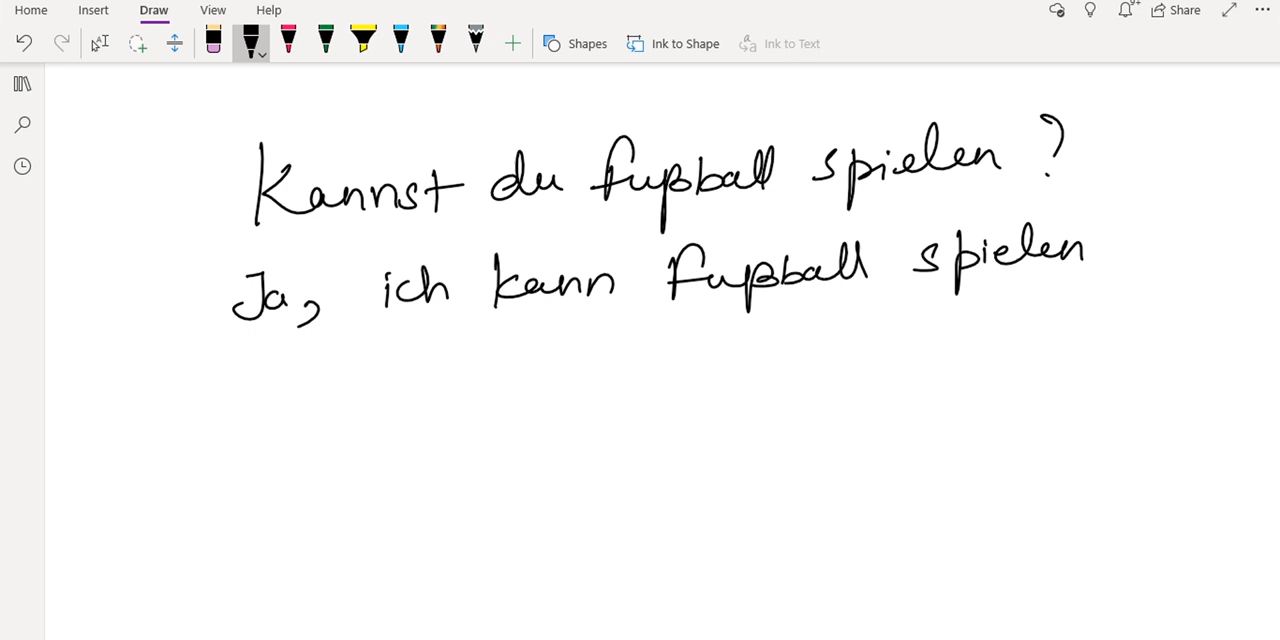 Home Insert Draw View Help
Share
Shapes Ink to Shape Ink to Text
Kannst du fußball spielen ?
Ja, ich kann fußball spielen